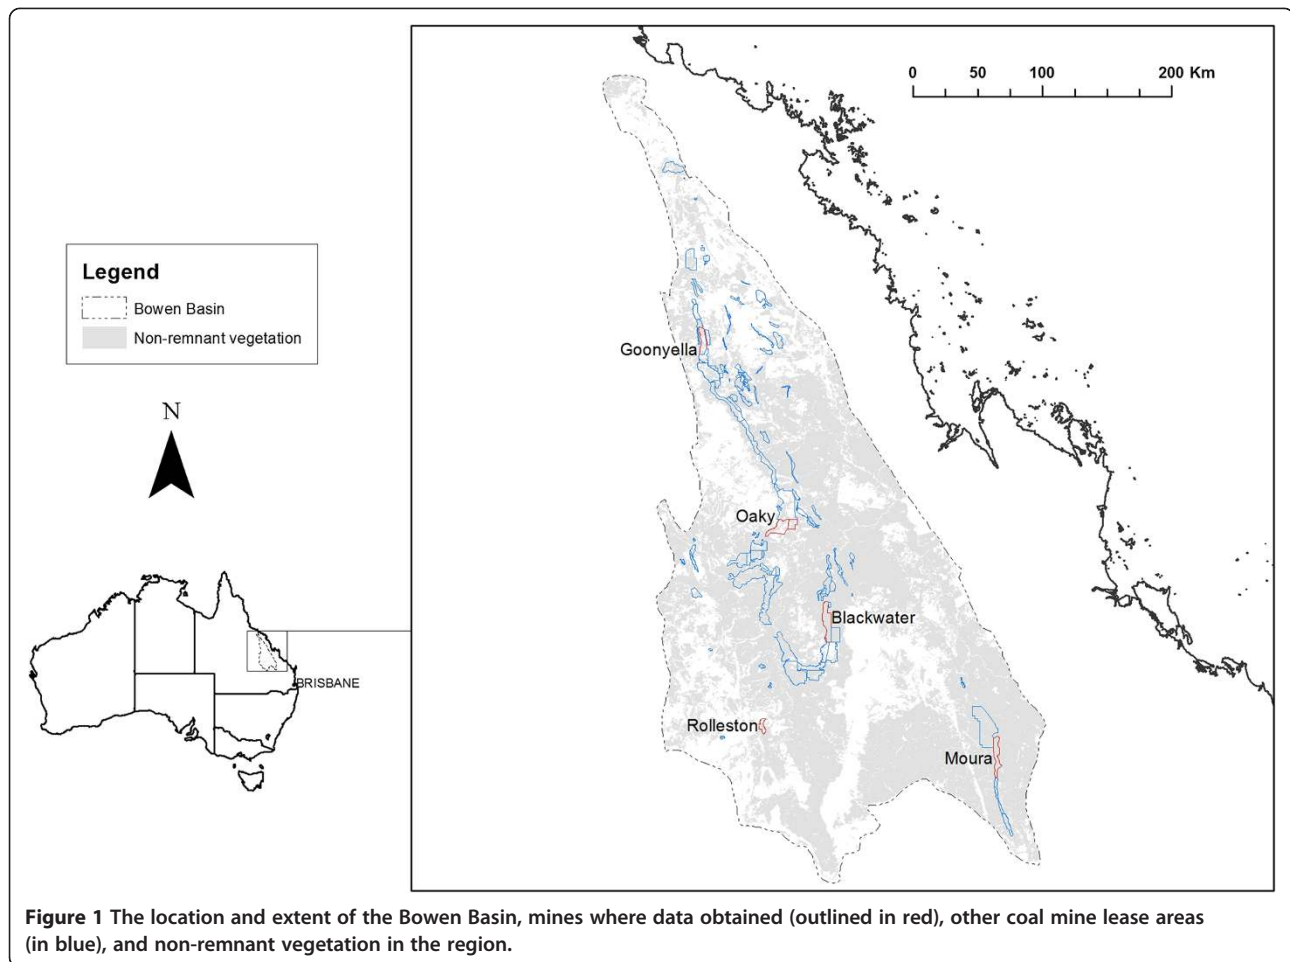 0 50 100 200 Km
Legend
Bowen Basin
Non-remnant vegetation
N
Goonyella
Oaky
Blackwater
BRISBANE
Rolleston
Moura
Figure 1 The location and extent of the Bowen Basin, mines where data obtained (outlined in red), other coal mine lease areas
(in blue), and non-remnant vegetation in the region.